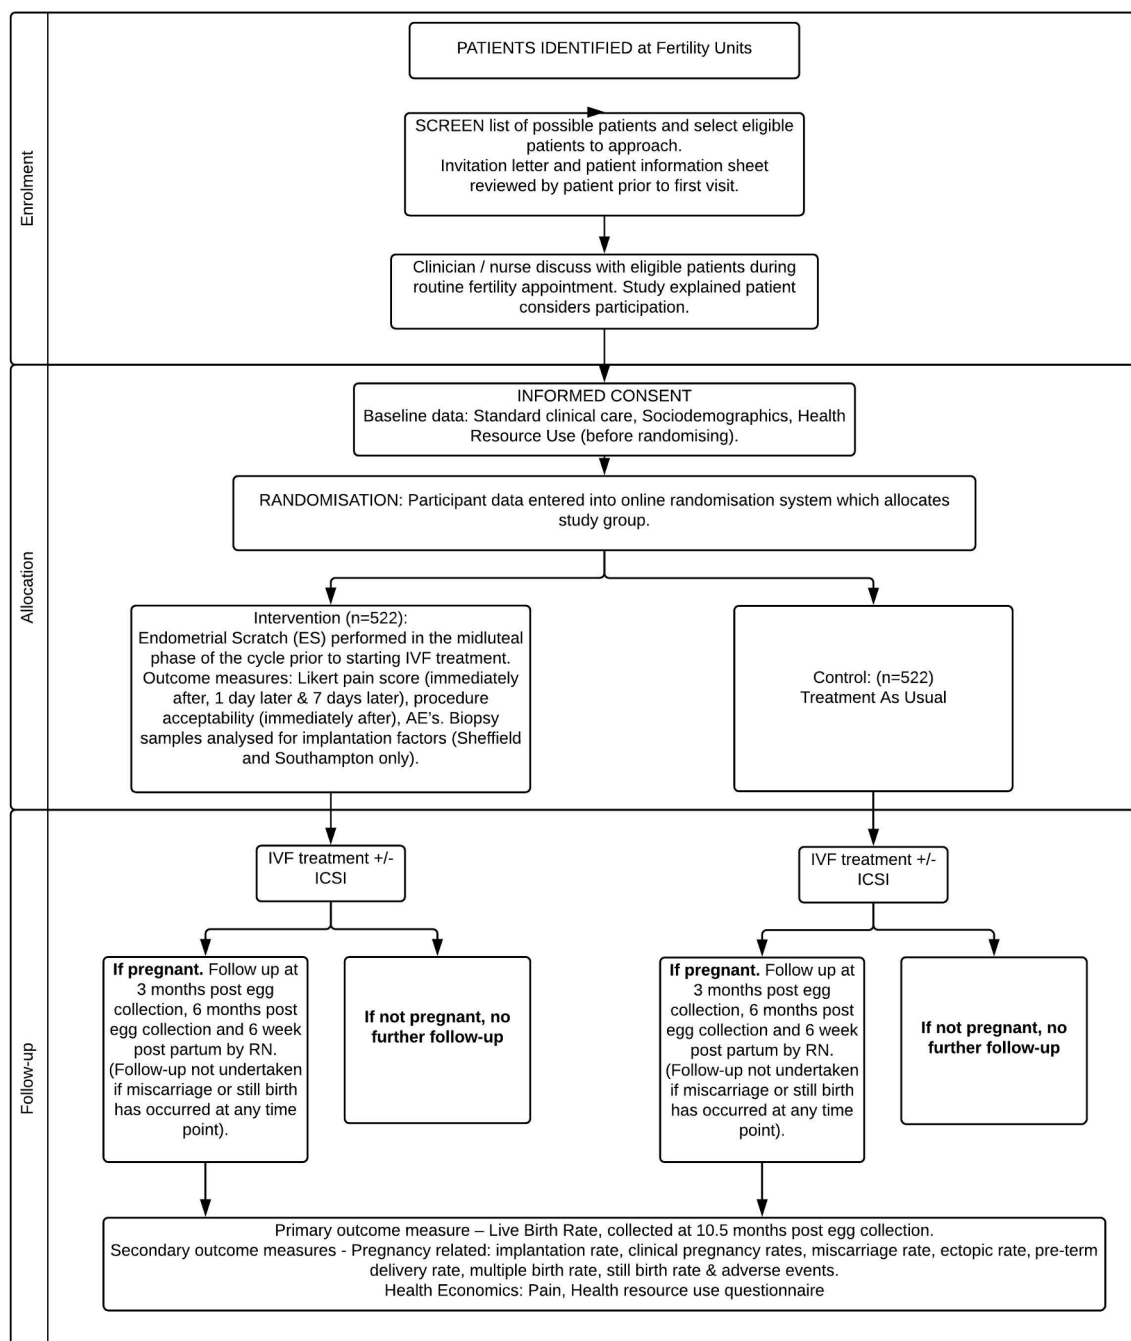 Enrolment
PATIENTS IDENTIFIED at Fertility Units
SCREEN list of possible patients and select eligible
patients to approach.
Invitation letter and patient information sheet
reviewed by patient prior to first visit.
Clinician / nurse discuss with eligible patients during
routine fertility appointment. Study explained patient
considers participation.
Allocation
INFORMED CONSENT
Baseline data: Standard clinical care, Sociodemographics, Health
Resource Use (before randomising).
RANDOMISATION: Participant data entered into online randomisation system which allocates
study group.
Intervention (n=522):
Endometrial Scratch (ES) performed in the midluteal
phase of the cycle prior to starting IVF treatment.
Outcome measures: Likert pain score (immediately
after, 1 day later & 7 days later), procedure
acceptability (immediately after), AE's. Biopsy
samples analysed for implantation factors (Sheffield
and Southampton only).
Control: (n=522)
Treatment As Usual
Follow-up
IVF treatment +/-
ICSI
If pregnant. Follow up at
3 months post egg
collection, 6 months post
egg collection and 6 week
post partum by RN.
(Follow-up not undertaken
if miscarriage or still birth
has occurred at any time
point).
If not pregnant, no
further follow-up
IVF treatment +/-
ICSI
If pregnant. Follow up at
3 months post egg
collection, 6 months post
egg collection and 6 week
post partum by RN.
(Follow-up not undertaken
if miscarriage or still birth
has occurred at any time
point).
If not pregnant, no
further follow-up
Primary outcome measure – Live Birth Rate, collected at 10.5 months post egg collection.
Secondary outcome measures - Pregnancy related: implantation rate, clinical pregnancy rates, miscarriage rate, ectopic rate, pre-term
delivery rate, multiple birth rate, still birth rate & adverse events.
Health Economics: Pain, Health resource use questionnaire